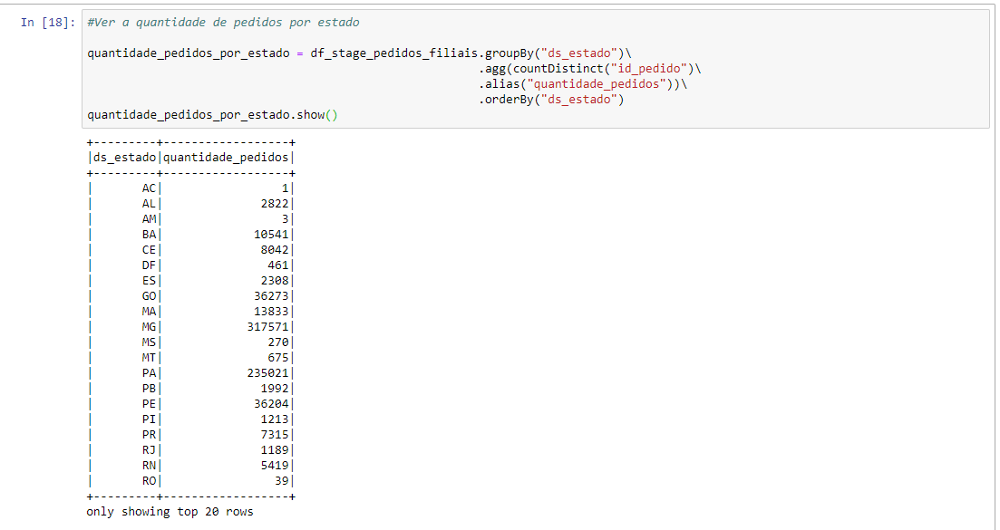 In [18]: #Ver a quantidade de pedidos por estado
quantidade_pedidos_por_estado = df_stage_pedidos_filiais.groupBy("ds_estado")\
.agg(countDistinct("id_pedido")\
.alias("quantidade_pedidos"))\
.orderBy("ds_estado")
quantidade_pedidos_por_estado.show()
+---------+------------------+
|ds_estado|quantidade_pedidos|
+---------+------------------+
|       AC|                 1|
|       AL|              2822|
|       AM|                 3|
|       BA|             10541|
|       CE|              8042|
|       DF|               461|
|       ES|              2308|
|       GO|             36273|
|       MA|             13833|
|       MG|            317571|
|       MS|               270|
|       MT|               675|
|       PA|            235021|
|       PB|              1992|
|       PE|             36204|
|       PI|              1213|
|       PR|              7315|
|       RJ|              1189|
|       RN|              5419|
|       RO|                39|
+---------+------------------+
only showing top 20 rows